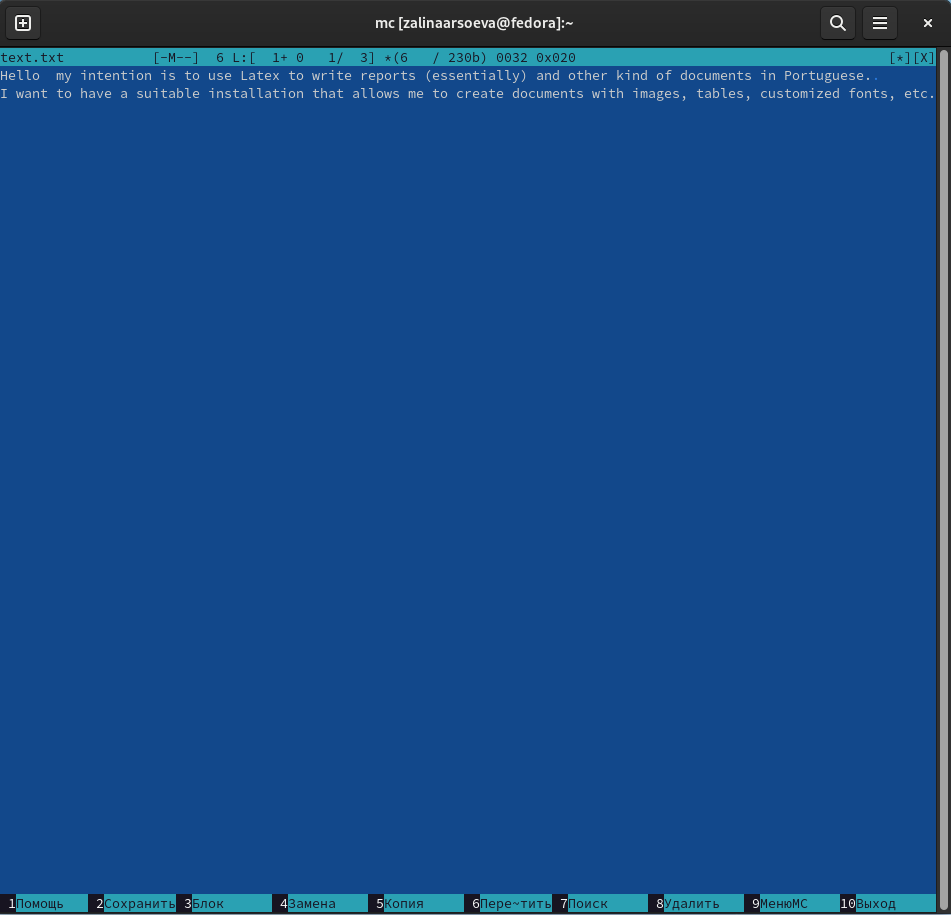 mc [zalinaarsoeva@fedora]:~
text.txt [-M--] 6 L:[ 1+ 0 1/ 3] *(6 / 230b) 0032 0x020 [*][X]
Hello  my intention is to use Latex to write reports (essentially) and other kind of documents in Portuguese..
I want to have a suitable installation that allows me to create documents with images, tables, customized fonts, etc.
1Помощь 2Сохранить 3Блок 4Замена 5Копия 6Пере~тить 7Поиск 8Удалить 9МенюМС 10Выход